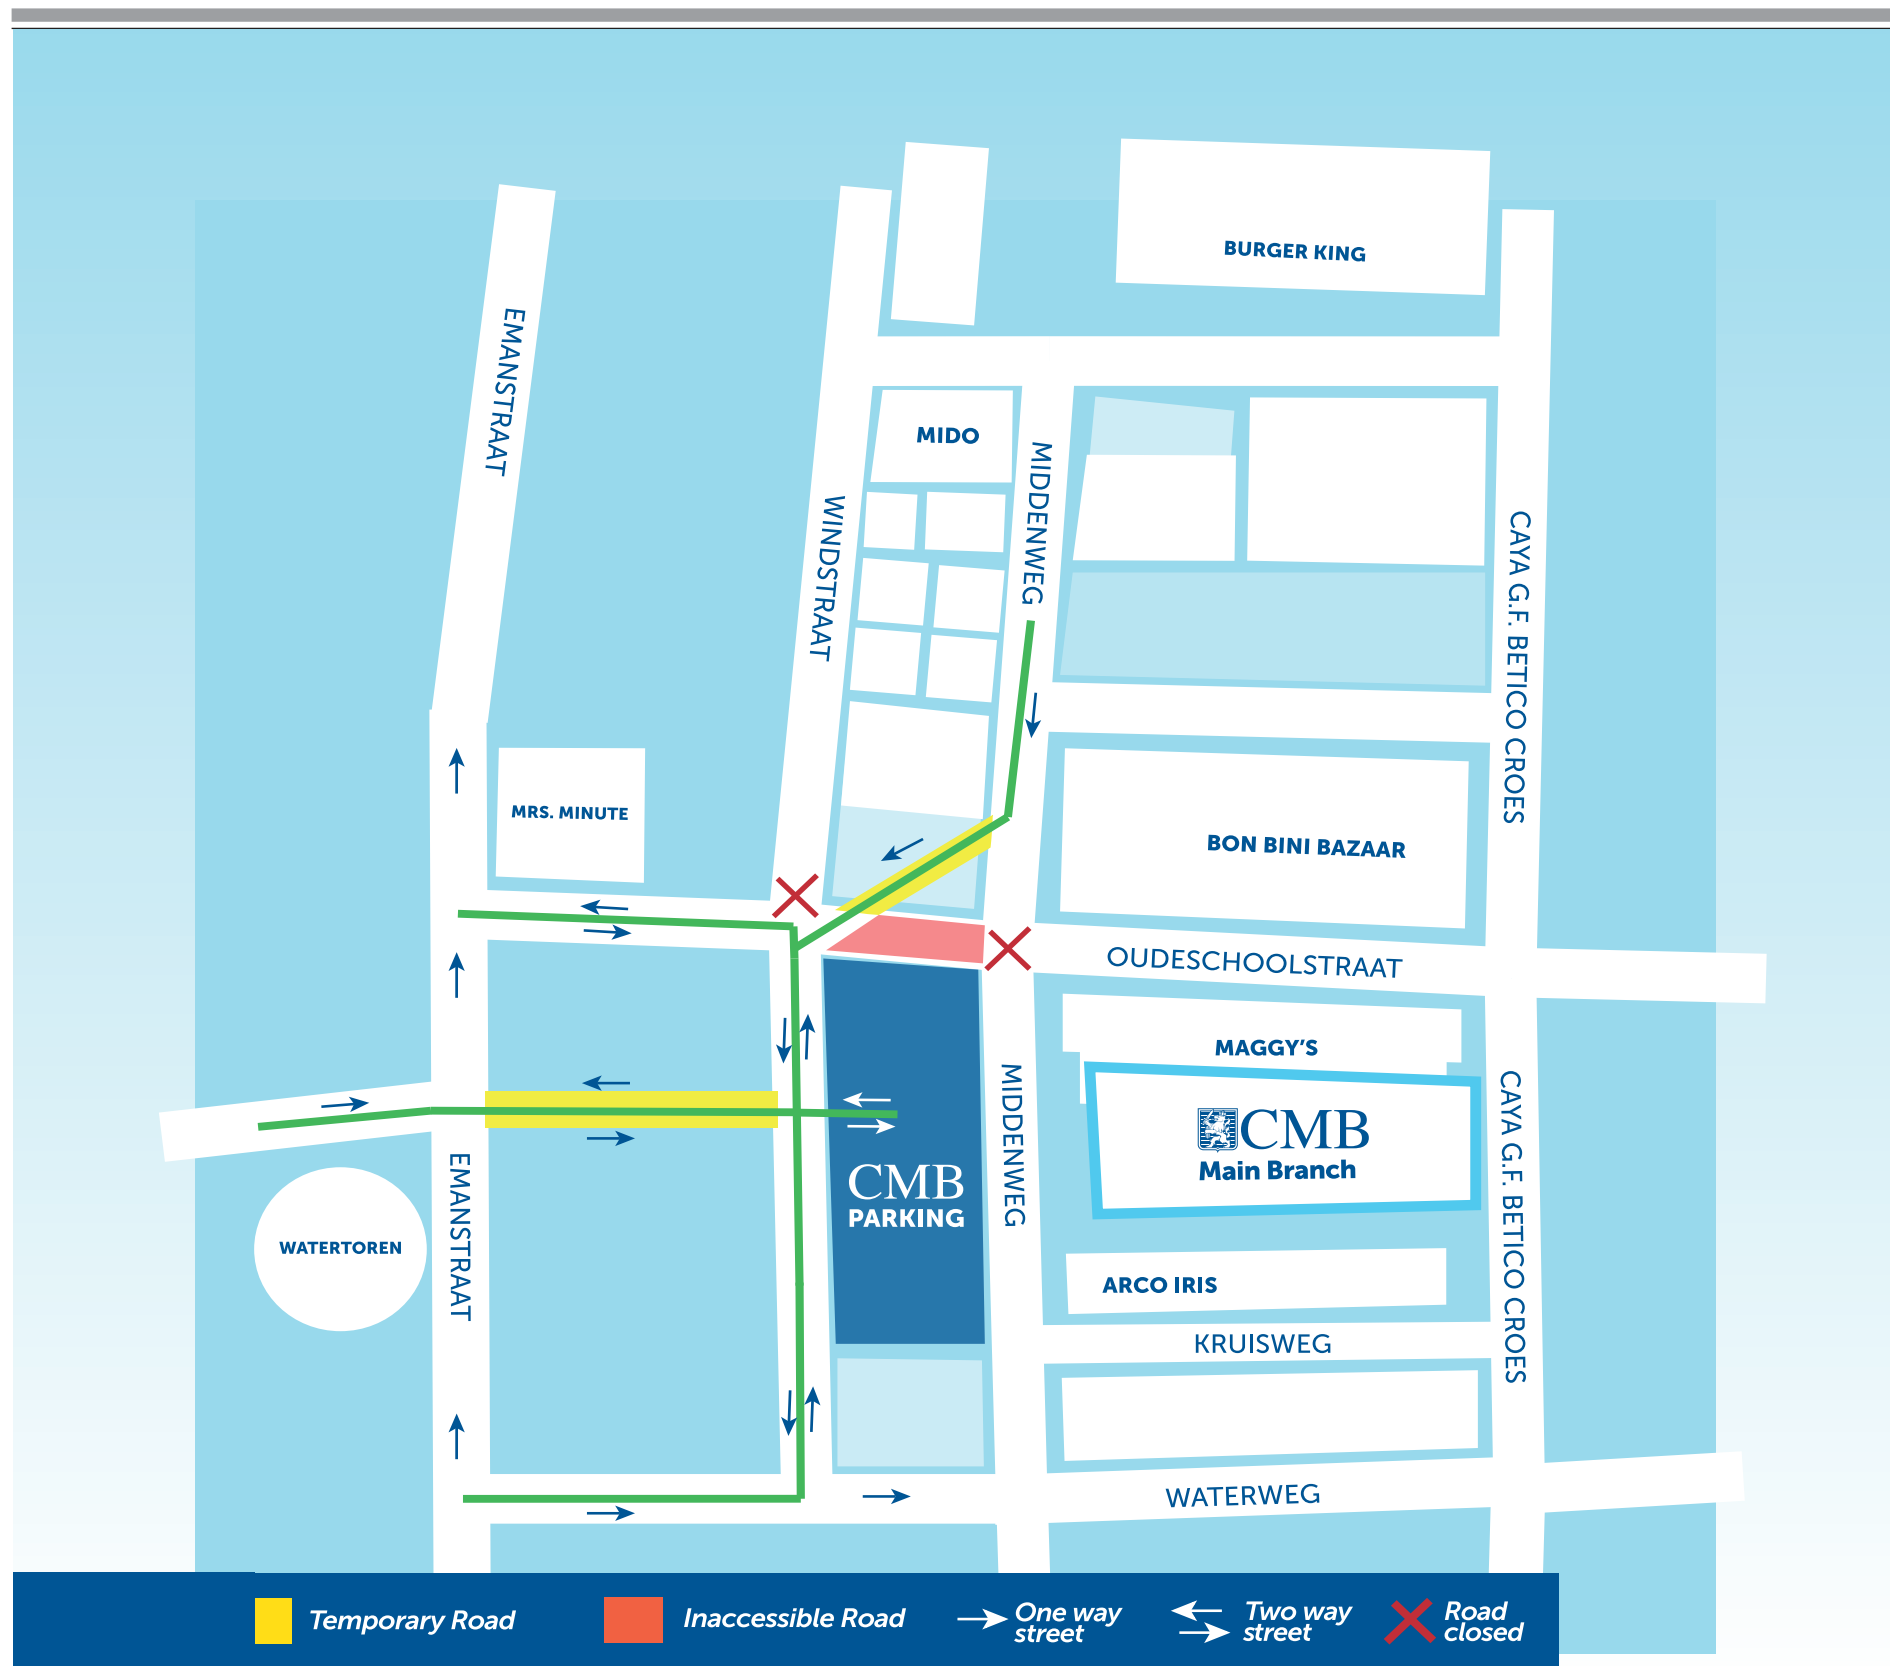 BURGER KING
EMANSTRAAT
MIDO
MIDDENWEG
WINDSTRAAT
CAYA G.F. BETICO CROES
MRS. MINUTE
BON BINI BAZAAR
OUDESCHOOLSTRAAT
MAGGY'S
MIDDENWEG
CAYA G.F. BETICO CROES
CMB
Main Branch
CMB
PARKING
EMANSTRAAT
WATERTOREN
ARCO IRIS
KRUISWEG
WATERWEG
Temporary Road
Inaccessible Road
One way
street
Two way
street
Road
closed